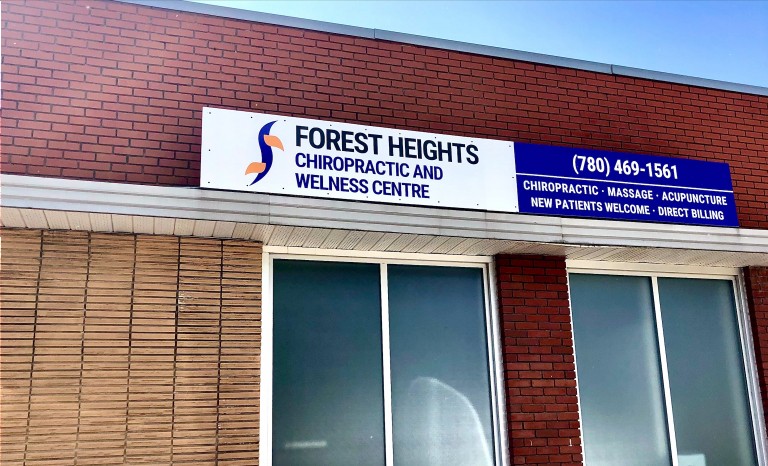 FOREST HEIGHTS
CHIROPRACTIC AND
WELNESS CENTRE
(780) 469-1561
CHIROPRACTIC · MASSAGE · ACUPUNCTURE
NEW PATIENTS WELCOME · DIRECT BILLING